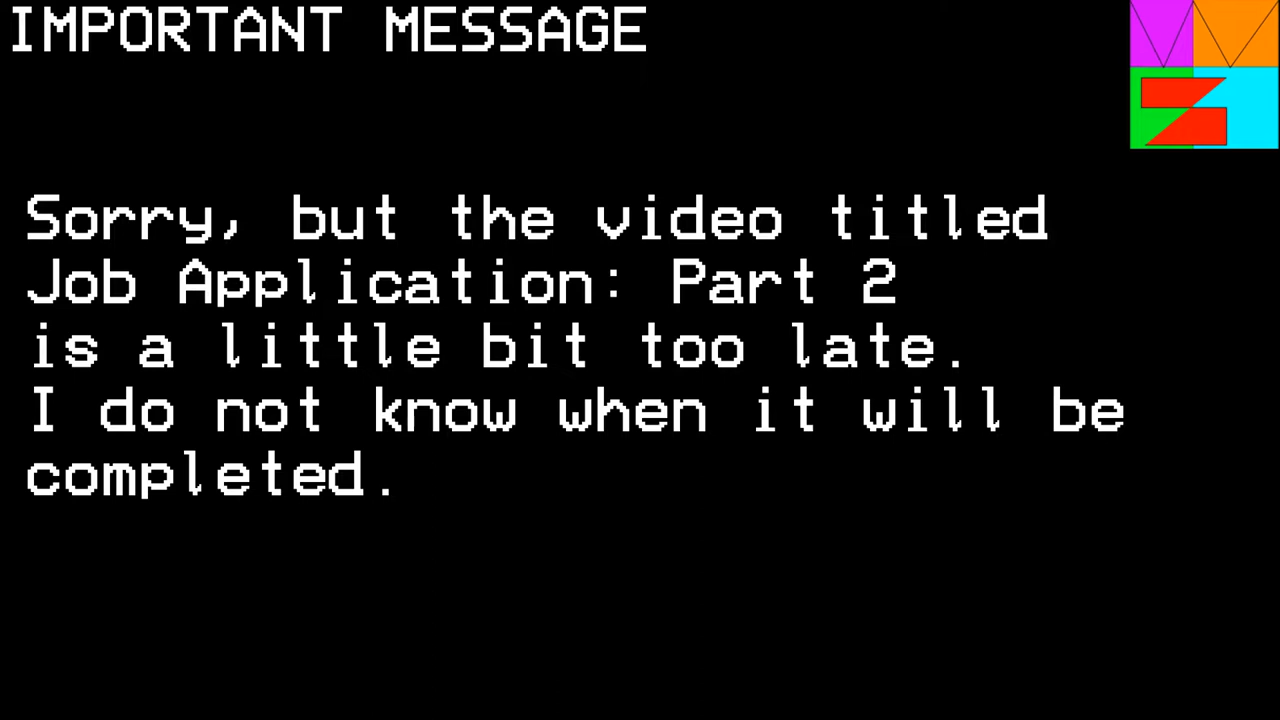 IMPORTANT MESSAGE
Sorry, but the video titled
Job Application: Part 2
is a little bit too late.
I do not know when it will be
completed.